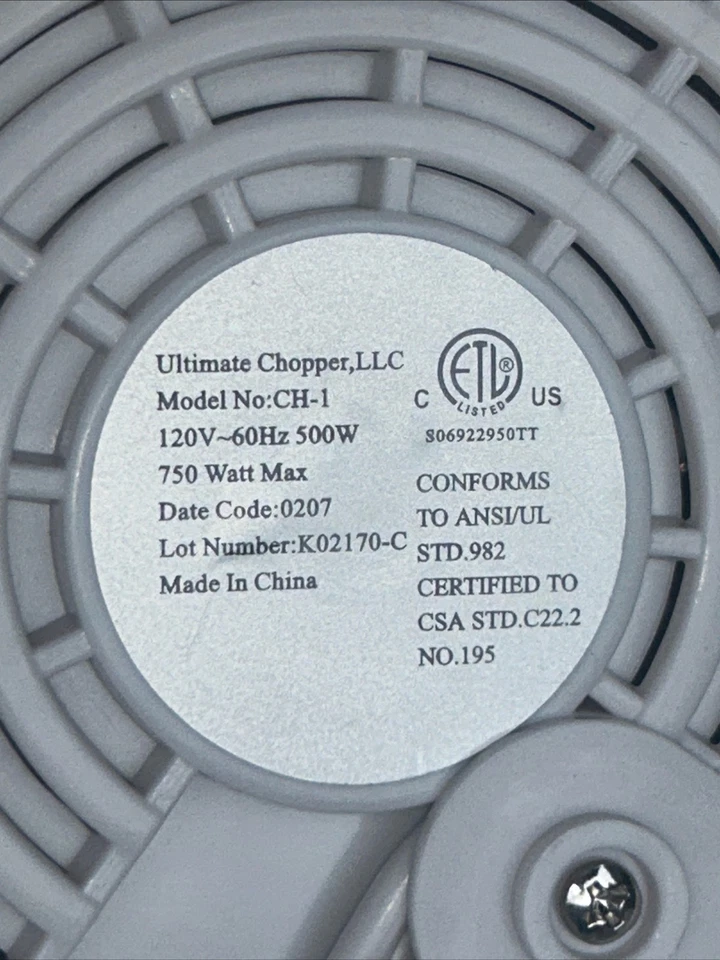 Ultimate Chopper,LLC
Model No:CH-1
120V~60Hz 500W
750 Watt Max
Date Code:0207
Lot Number:K02170-C
Made In China
ETL®
LISTED
C US
S06922950TT
CONFORMS
TO ANSI/UL
STD.982
CERTIFIED TO
CSA STD.C22.2
NO.195